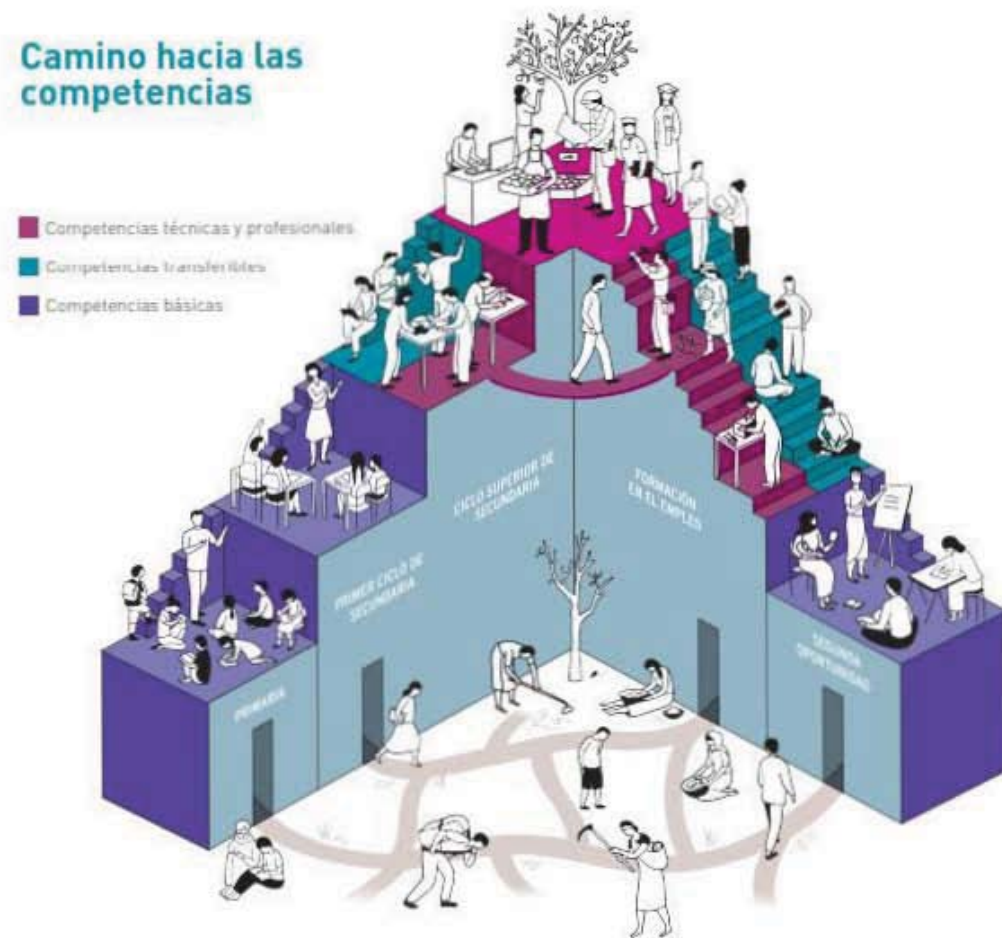 Camino hacia las
competencias
Competencias técnicas y profesionales
Competencias transferibles
Competencias básicas
CICLO SUPERIOR DE
SECUNDARIA
FORMACIÓN
EN EL EMPLEO
PRIMER CICLO DE
SECUNDARIA
SEGUNDA
OPORTUNIDAD
PRIMARIA